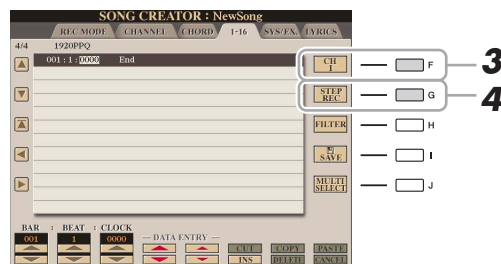 SONG CREATOR : NewSong
REC MODE CHANNEL CHORD 1-16 SYS/EX. LYRICS
4/4 1920PPQ
001 : 1 : 0000 End
CH 1 F 3
STEP REC G 4
FILTER H
SAVE I
MULTI SELECT J
BAR : BEAT : CLOCK
001 1 0000 DATA ENTRY
CUT COPY PASTE
INS DELETE CANCEL